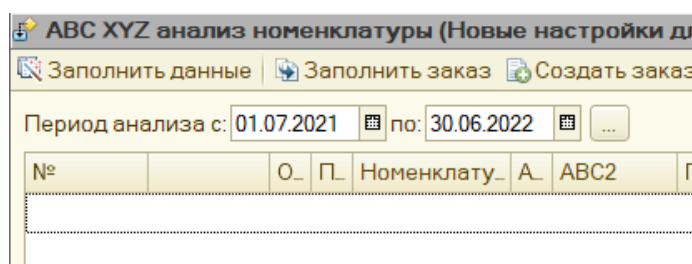 ABC XYZ анализ номенклатуры (Новые настройки дл
Заполнить данные Заполнить заказ Создать заказ
Период анализа с: 01.07.2021 по: 30.06.2022 ...
№ О... П... Номенклату... А... ABC2